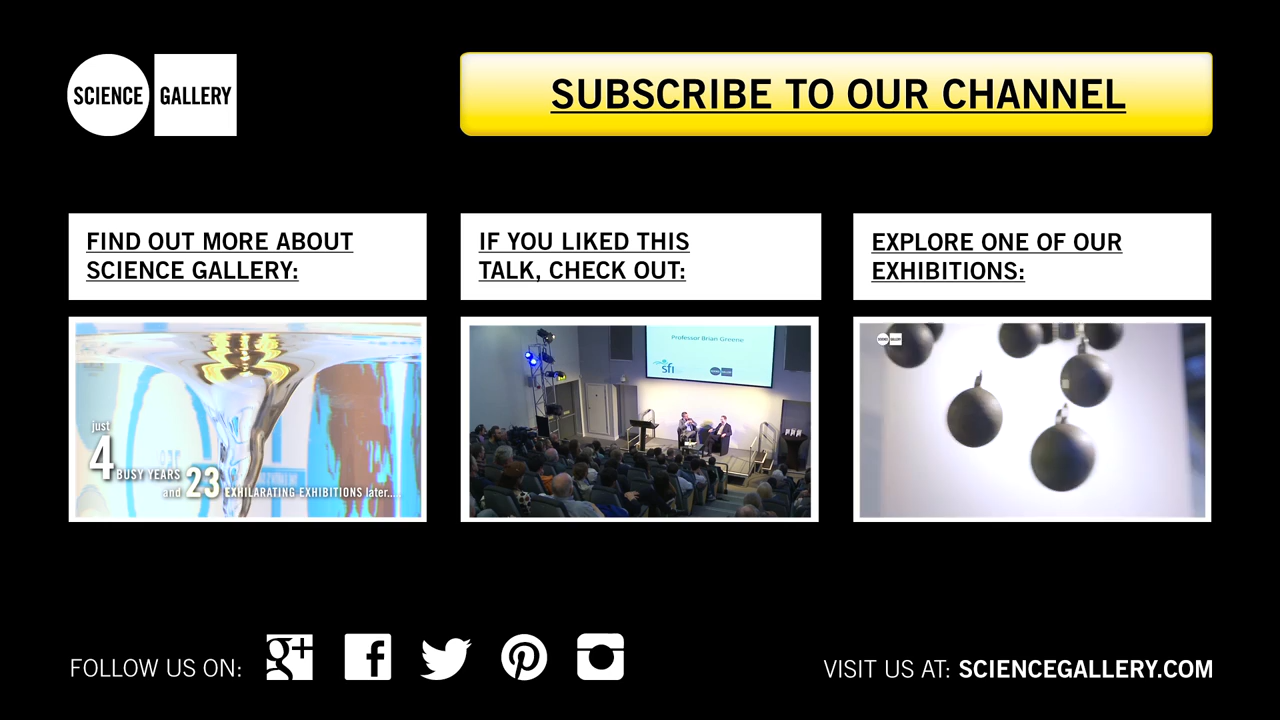 SCIENCE GALLERY
SUBSCRIBE TO OUR CHANNEL
FIND OUT MORE ABOUT
SCIENCE GALLERY:
IF YOU LIKED THIS
TALK, CHECK OUT:
EXPLORE ONE OF OUR
EXHIBITIONS:
just
4 BUSY YEARS
and 23 EXHILARATING EXHIBITIONS later....
Professor Brian Greene
sfi
FOLLOW US ON:
VISIT US AT: SCIENCEGALLERY.COM